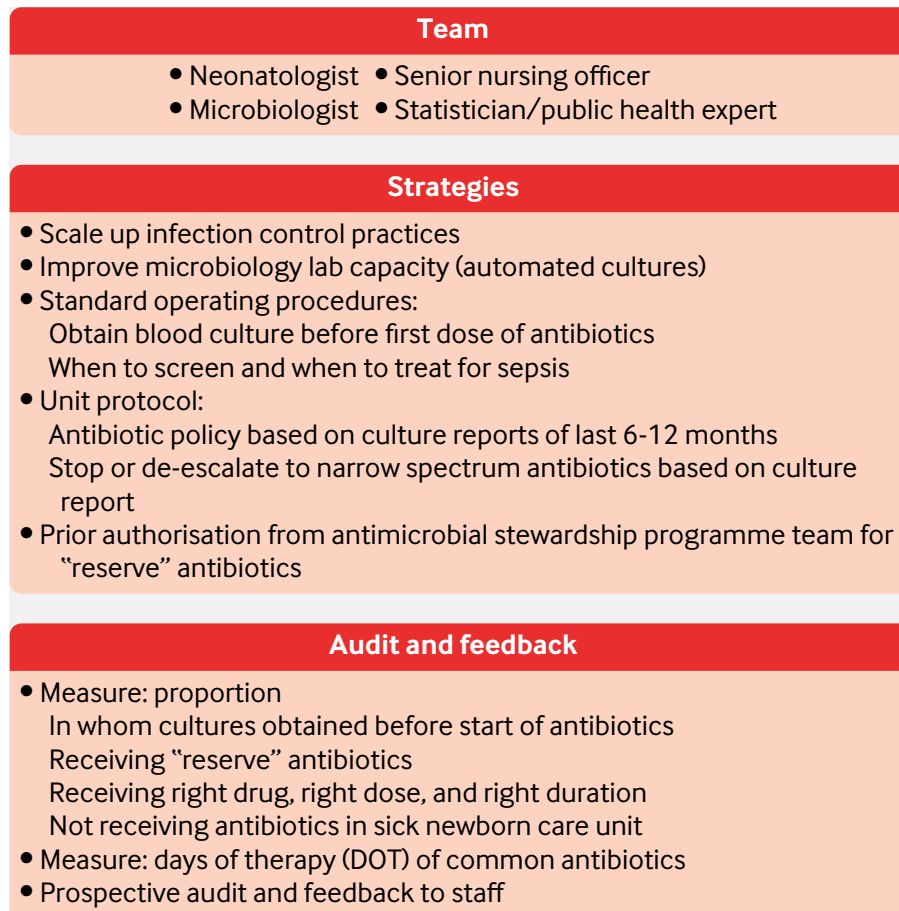 Team
• Neonatologist • Senior nursing officer
• Microbiologist • Statistician/public health expert
Strategies
• Scale up infection control practices
• Improve microbiology lab capacity (automated cultures)
• Standard operating procedures:
Obtain blood culture before first dose of antibiotics
When to screen and when to treat for sepsis
• Unit protocol:
Antibiotic policy based on culture reports of last 6-12 months
Stop or de-escalate to narrow spectrum antibiotics based on culture
report
• Prior authorisation from antimicrobial stewardship programme team for
“reserve” antibiotics
Audit and feedback
• Measure: proportion
In whom cultures obtained before start of antibiotics
Receiving “reserve” antibiotics
Receiving right drug, right dose, and right duration
Not receiving antibiotics in sick newborn care unit
• Measure: days of therapy (DOT) of common antibiotics
• Prospective audit and feedback to staff